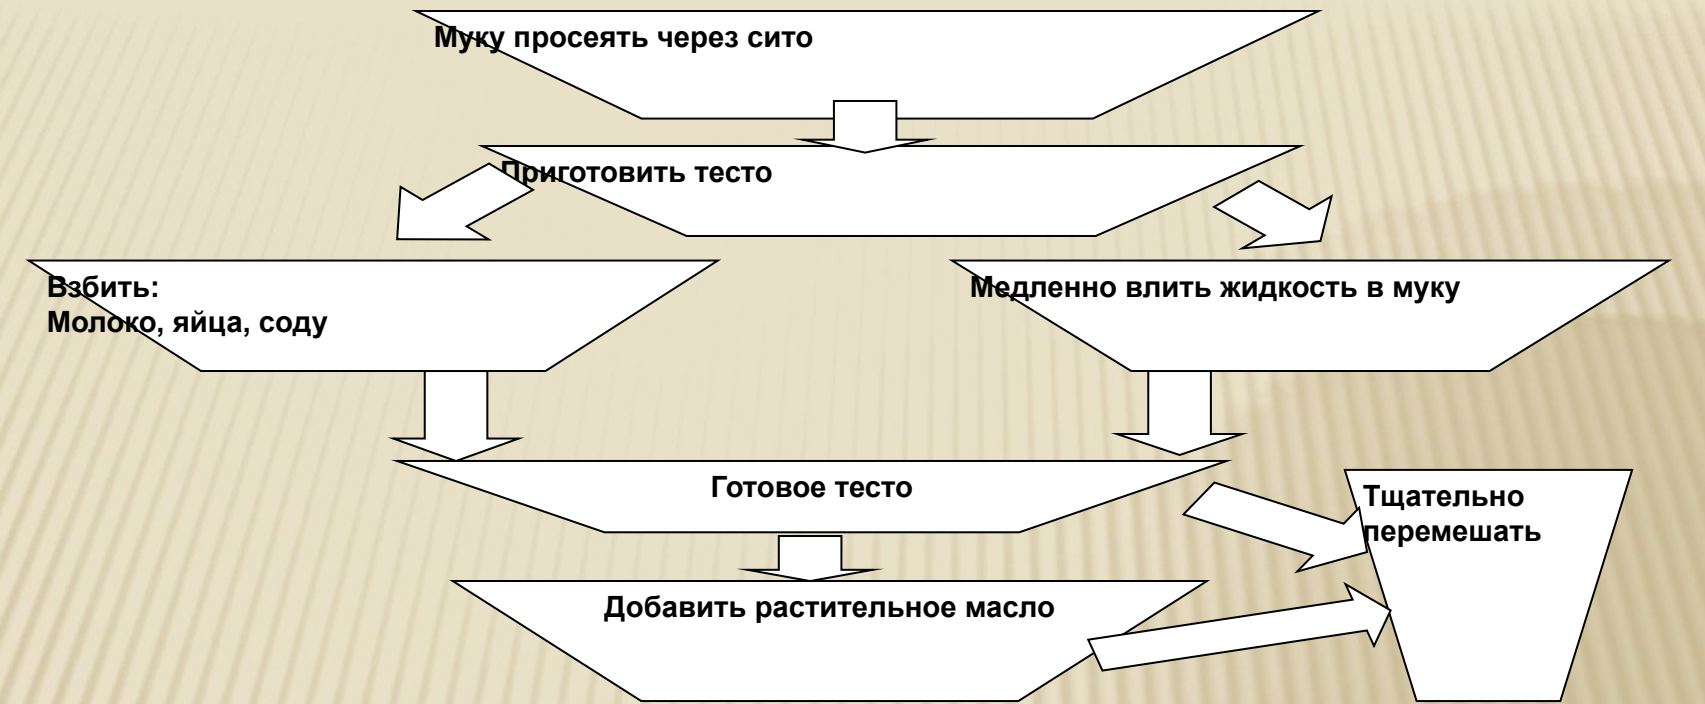 Муку просеять через сито
Приготовить тесто
Взбить:
Молоко, яйца, соду
Медленно влить жидкость в муку
Готовое тесто
Тщательно
перемешать
Добавить растительное масло